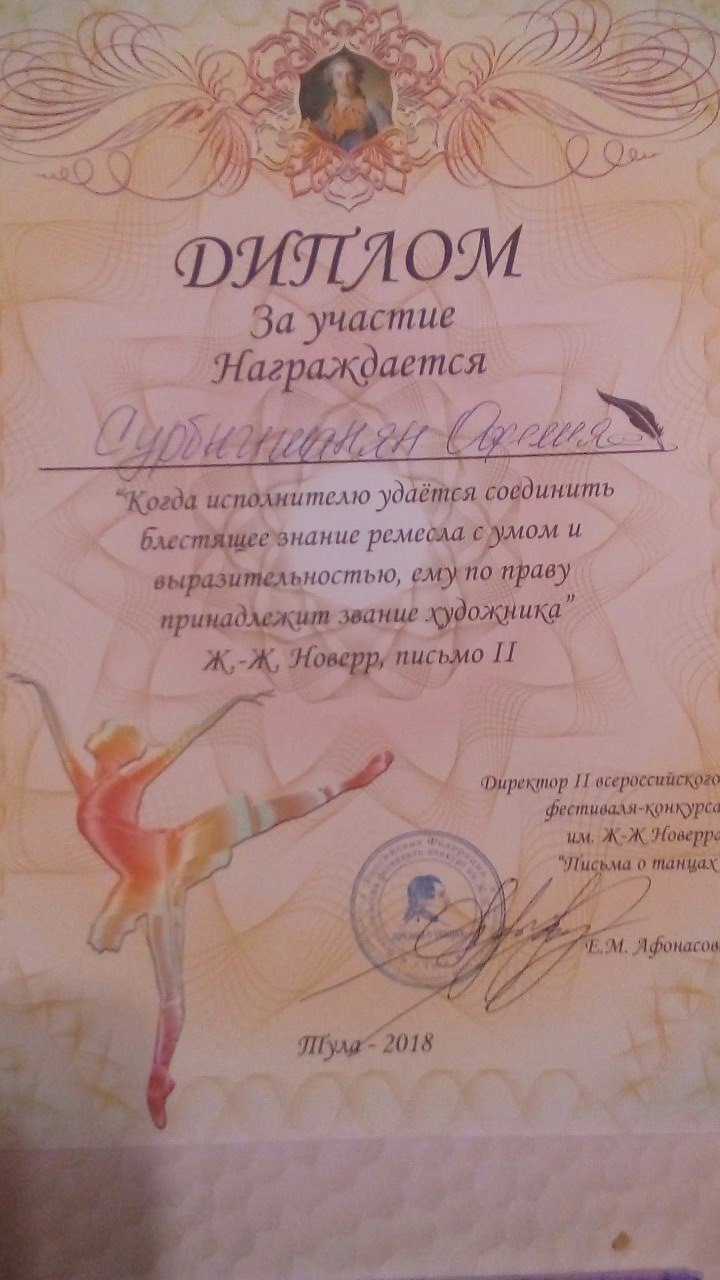 ДИПЛОМ
За участие
Награждается
Офелия
“Когда исполнителю удаётся соединить
блестящее знание ремесла с умом и
выразительностью, ему по праву
принадлежит звание художника”
Ж.-Ж. Новерр, письмо II
Директор II всероссийского
фестиваля-конкурса
им. Ж-Ж Новерра
“Письма о танцах
Е.М. Афонасов
Тула - 2018